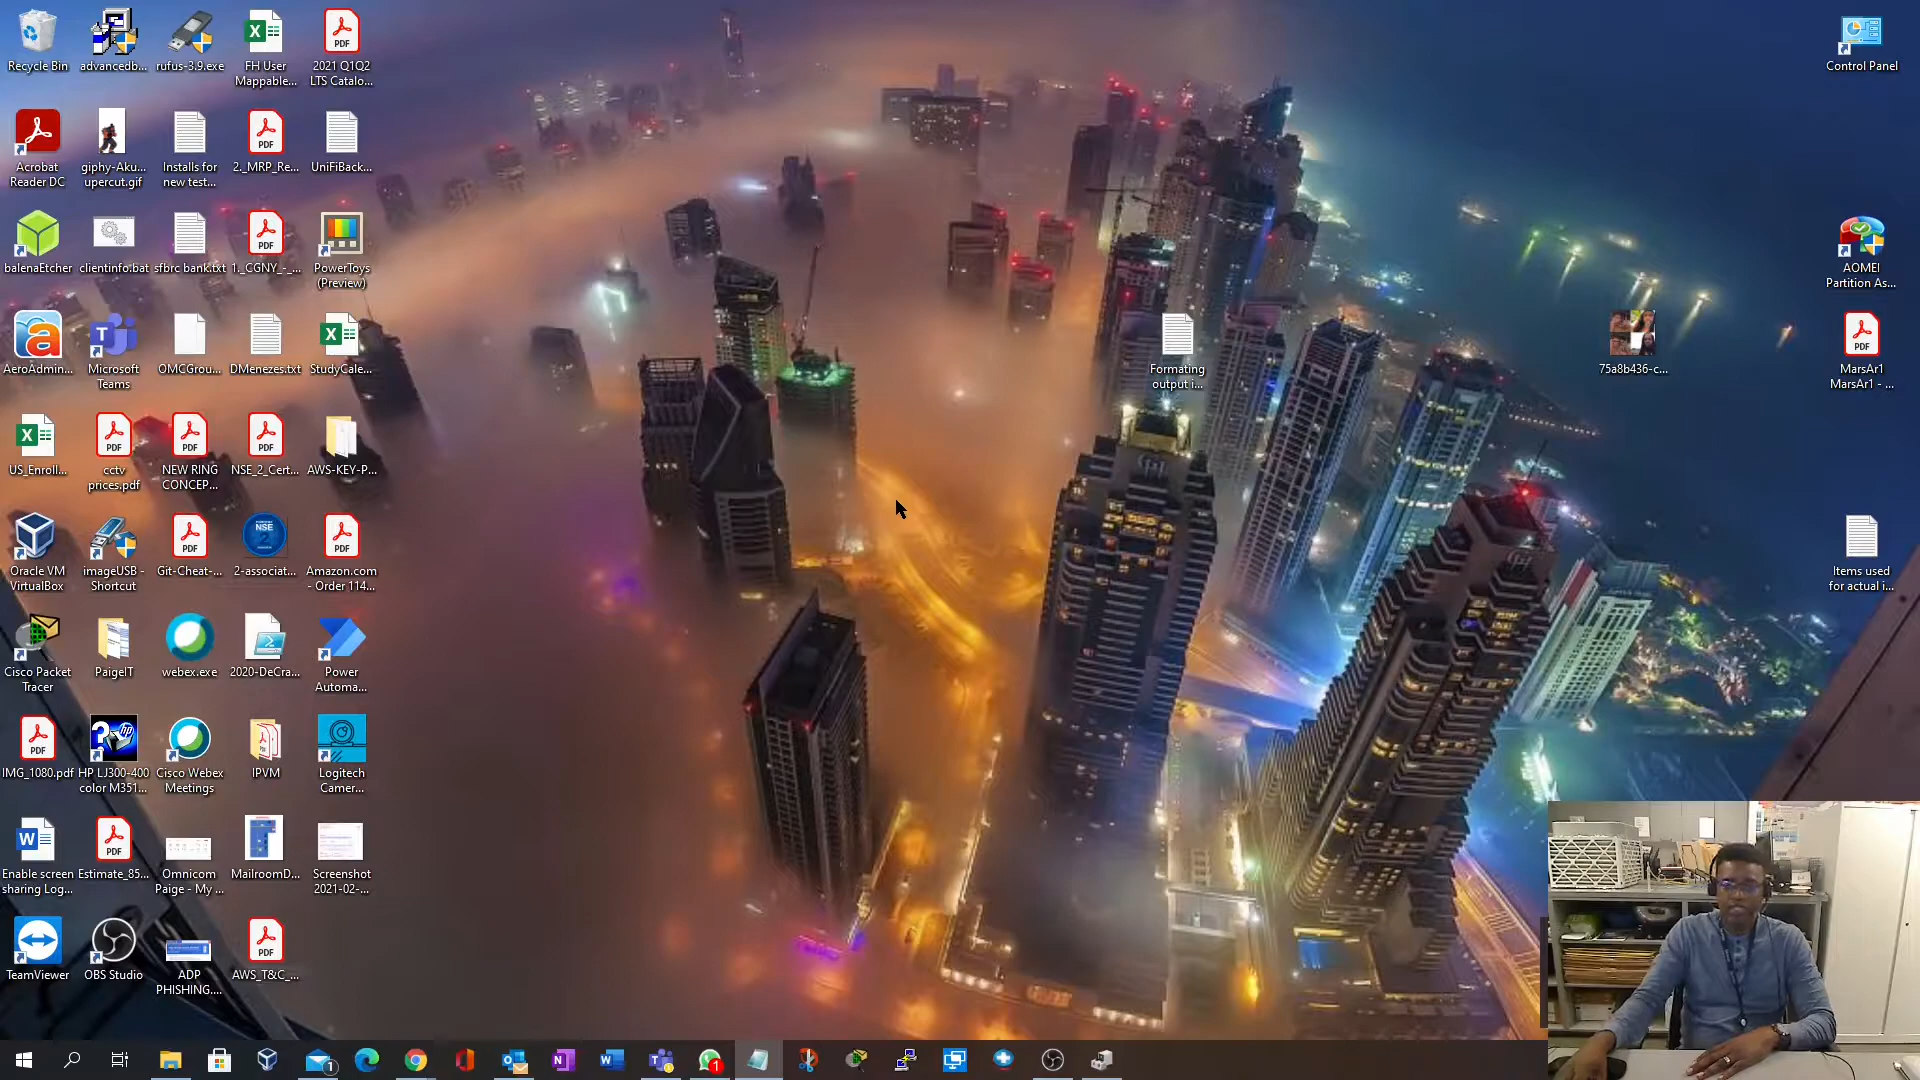 Recycle Bin
advancedb...
rufus-3.9.exe
FH User
Mappable...
2021 Q1Q2
LTS Catalo...
Control Panel
Acrobat
Reader DC
giphy-Aku...
upercut.gif
Installs for
new test...
2._MRP_Re...
UniFiBack...
balenaEtcher
clientinfo.bat
sfbrc bank.txt
1._CGNY_-_...
PowerToys
(Preview)
AOMEI
Partition As...
AeroAdmin...
Microsoft
Teams
OMCGrou...
DMenezes.txt
StudyCale...
Formating
output i...
75a8b436-c...
MarsAr1
MarsAr1 - ...
US_Enroll...
cctv
prices.pdf
NEW RING
CONCEP...
NSE_2_Cert...
AWS-KEY-P...
Oracle VM
VirtualBox
imageUSB -
Shortcut
Git-Cheat-...
2-associat...
Amazon.com
- Order 114...
Items used
for actual i...
Cisco Packet
Tracer
PaigeIT
webex.exe
2020-DeCra...
Power
Automa...
IMG_1080.pdf
HP LJ300-400
color M351...
Cisco Webex
Meetings
IPVM
Logitech
Camer...
Enable screen
sharing Log...
Estimate_85...
Omnicom
Paige - My ...
MailroomD...
Screenshot
2021-02-...
TeamViewer
OBS Studio
ADP
PHISHING....
AWS_T&C_...